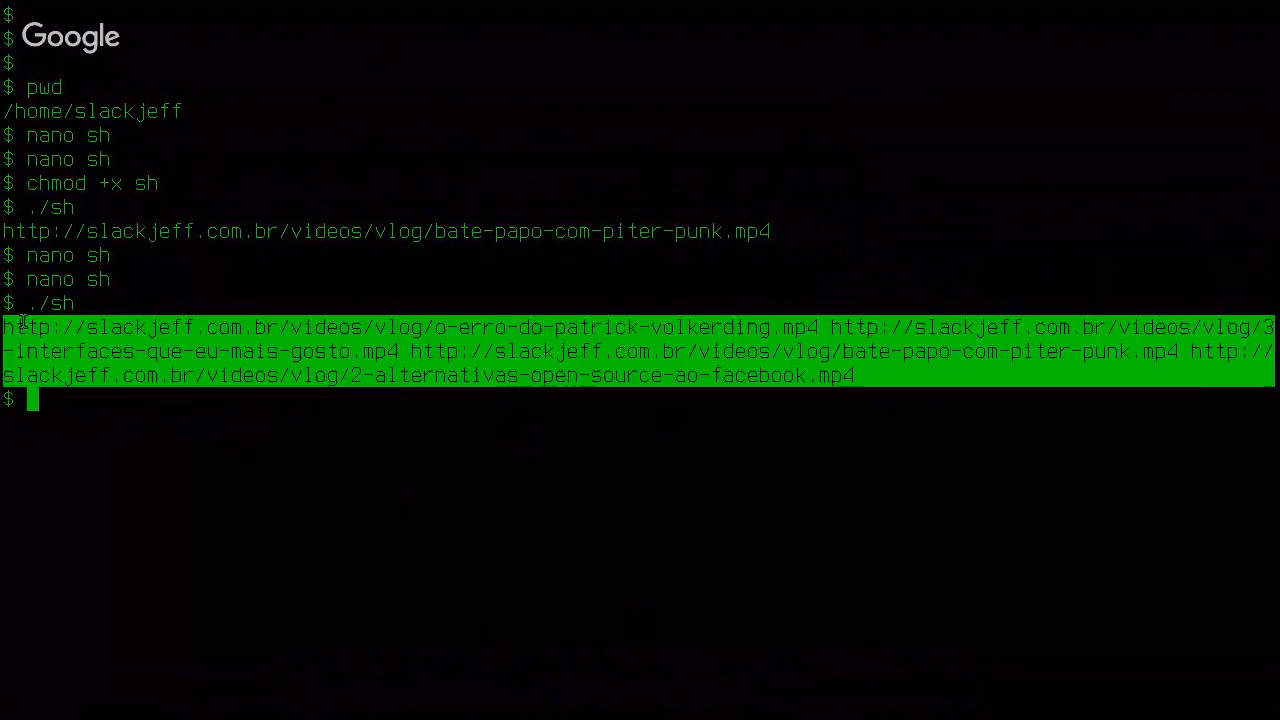 $
$ Google
$
$ pwd
/home/slackjeff
$ nano sh
$ nano sh
$ chmod +x sh
$ ./sh
http://slackjeff.com.br/videos/vlog/bate-papo-com-piter-punk.mp4
$ nano sh
$ nano sh
$ ./sh
http://slackjeff.com.br/videos/vlog/o-erro-do-patrick-volkerding.mp4 http://slackjeff.com.br/videos/vlog/3
-interfaces-que-eu-mais-gosto.mp4 http://slackjeff.com.br/videos/vlog/bate-papo-com-piter-punk.mp4 http://
slackjeff.com.br/videos/vlog/2-alternativas-open-source-ao-facebook.mp4
$